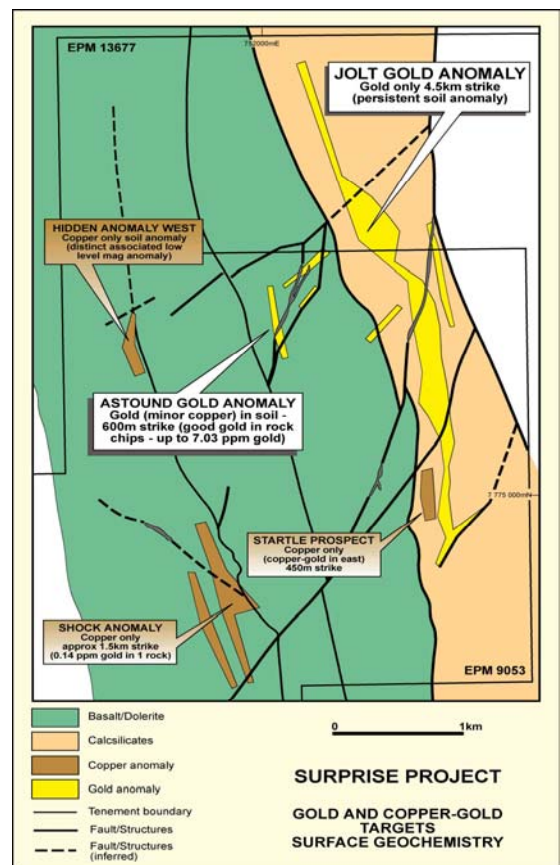 EPM 13677
752000mE
JOLT GOLD ANOMALY
Gold only 4.5km strike
(persistent soil anomaly)
HIDDEN ANOMALY WEST
Copper only soil anomaly
(distinct associated low
level mag anomaly)
ASTOUND GOLD ANOMALY
Gold (minor copper) in soil -
600m strike (good gold in rock
chips - up to 7.03 ppm gold)
7 775 000mN
STARTLE PROSPECT
Copper only
(copper-gold in east)
450m strike
SHOCK ANOMALY
Copper only
approx 1.5km strike
(0.14 ppm gold in 1 rock)
EPM 9053
Basalt/Dolerite
Calcsilicates
Copper anomaly
Gold anomaly
Tenement boundary
Fault/Structures
Fault/Structures
(inferred)
0 1km
SURPRISE PROJECT
GOLD AND COPPER-GOLD
TARGETS
SURFACE GEOCHEMISTRY